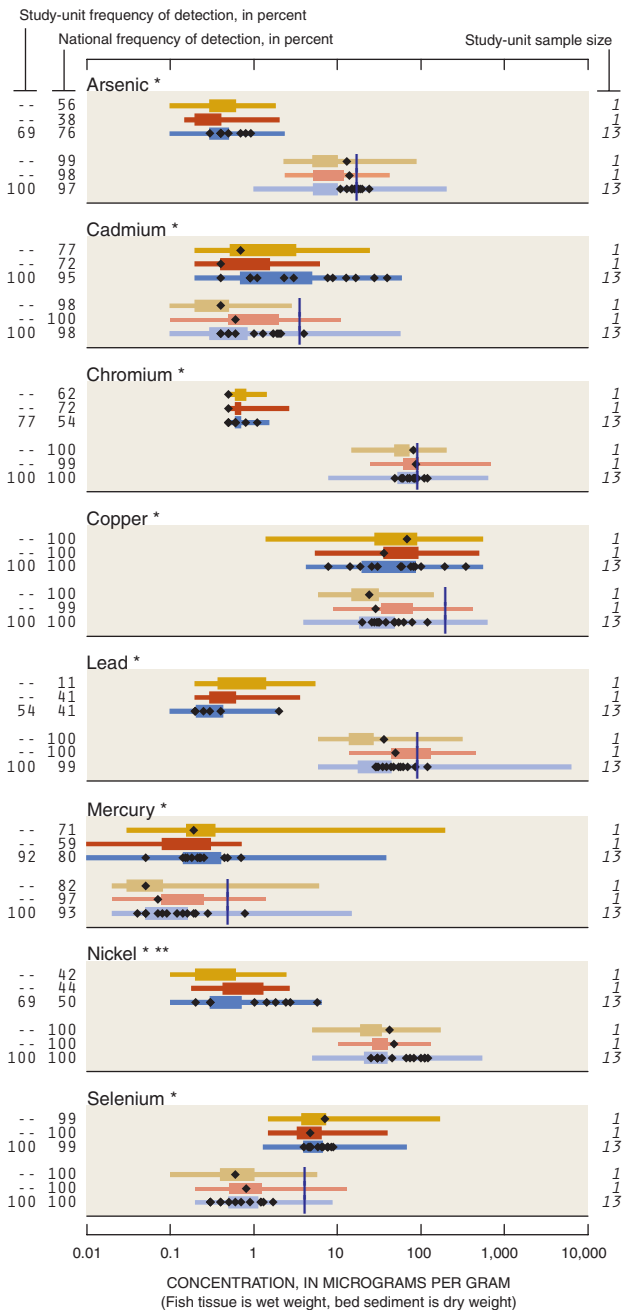 Study-unit frequency of detection, in percent
National frequency of detection, in percent
Study-unit sample size
Arsenic *
-- 56 1
-- 38 1
69 76 13
-- 99 1
-- 98 1
100 97 13
Cadmium *
-- 77 1
-- 72 1
100 95 13
-- 98 1
-- 100 1
100 98 13
Chromium *
-- 62 1
-- 72 1
77 54 13
-- 100 1
-- 99 1
100 100 13
Copper *
-- 100 1
-- 100 1
100 100 13
-- 100 1
-- 99 1
100 100 13
Lead *
-- 11 1
-- 41 1
54 41 13
-- 100 1
-- 100 1
100 99 13
Mercury *
-- 71 1
-- 59 1
92 80 13
-- 82 1
-- 97 1
100 93 13
Nickel * **
-- 42 1
-- 44 1
69 50 13
-- 100 1
-- 100 1
100 100 13
Selenium *
-- 99 1
-- 100 1
100 99 13
-- 100 1
-- 100 1
100 100 13
0.01 0.1 1 10 100 1,000 10,000
CONCENTRATION, IN MICROGRAMS PER GRAM
(Fish tissue is wet weight, bed sediment is dry weight)